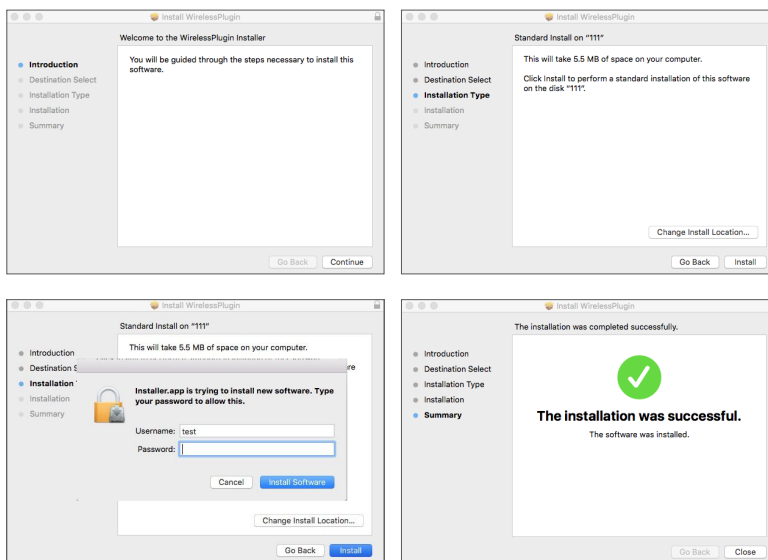 Install WirelessPlugin
Welcome to the WirelessPlugin Installer
Introduction
Destination Select
Installation Type
Installation
Summary
You will be guided through the steps necessary to install this
software.
Go Back
Continue
Install WirelessPlugin
Standard Install on "111"
Introduction
Destination Select
Installation Type
Installation
Summary
This will take 5.5 MB of space on your computer.
Click Install to perform a standard installation of this software
on the disk "111".
Change Install Location...
Go Back
Install
Install WirelessPlugin
Standard Install on "111"
Introduction
Destination S
Installation
Installation
Summary
This will take 5.5 MB of space on your computer.
re
Installer.app is trying to install new software. Type
your password to allow this.
Username: test
Password:
Cancel
Install Software
Change Install Location...
Go Back
Install
Install WirelessPlugin
The installation was completed successfully.
Introduction
Destination Select
Installation Type
Installation
Summary
The installation was successful.
The software was installed.
Go Back
Close